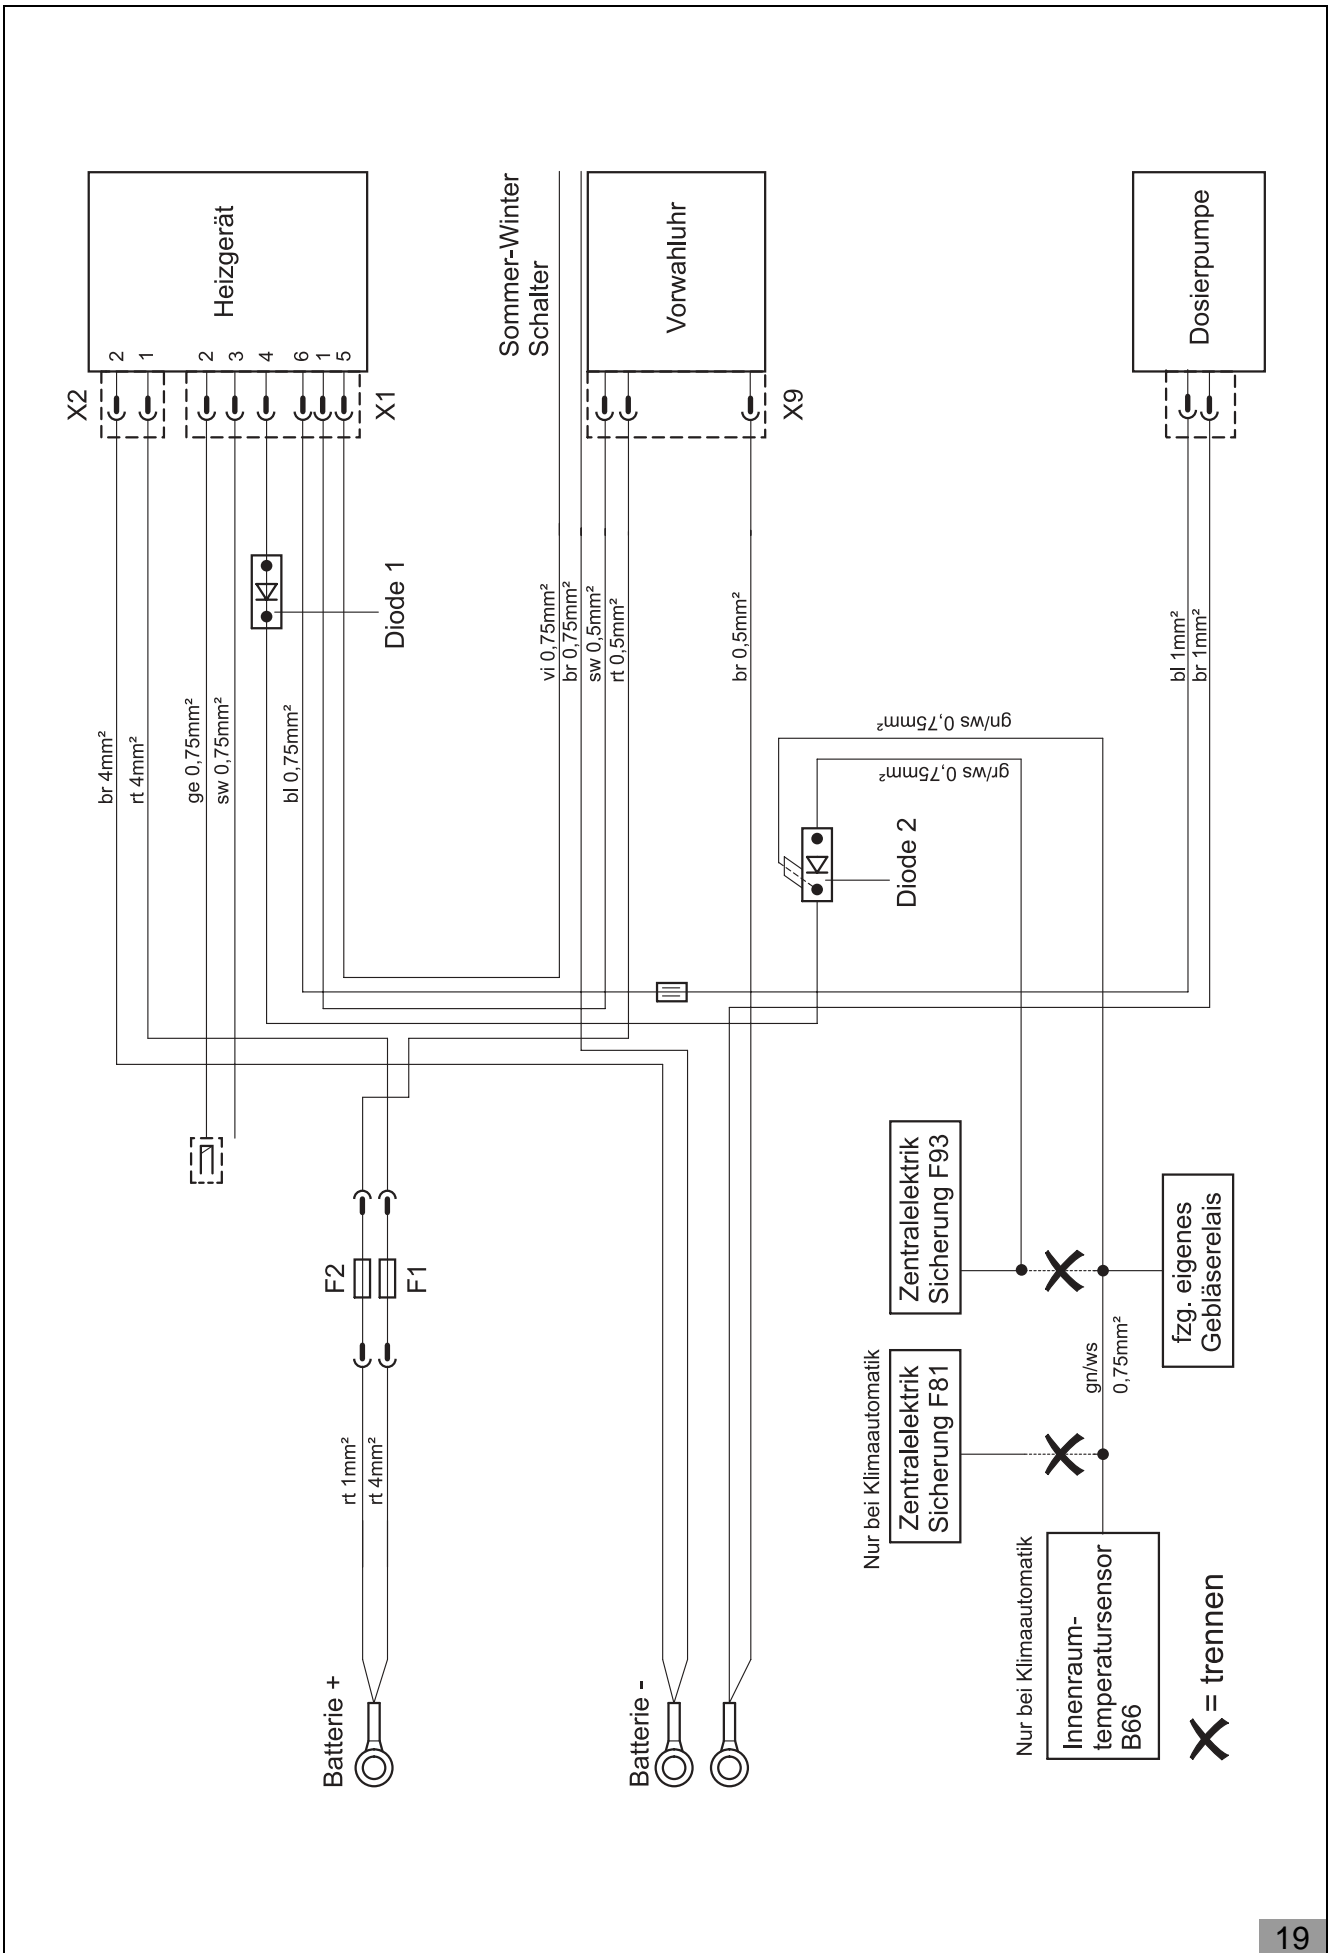 Heizgerät
2
1
2
3
4
6
1
5
X2
X1
Sommer-Winter
Schalter
Vorwahluhr
X9
Dosierpumpe
Diode 1
br 4mm²
rt 4mm²
ge 0,75mm²
sw 0,75mm²
bl 0,75mm²
vi 0,75mm²
br 0,75mm²
sw 0,5mm²
rt 0,5mm²
br 0,5mm²
bl 1mm²
br 1mm²
gn/ws 0,75mm²
gr/ws 0,75mm²
Diode 2
F2
F1
rt 1mm²
rt 4mm²
Zentralelektrik
Sicherung F93
fzg. eigenes
Gebläserelais
Nur bei Klimaautomatik
Zentralelektrik
Sicherung F81
gn/ws
0,75mm²
Nur bei Klimaautomatik
Innenraum-
temperatursensor
B66
Batterie +
Batterie -
= trennen
19